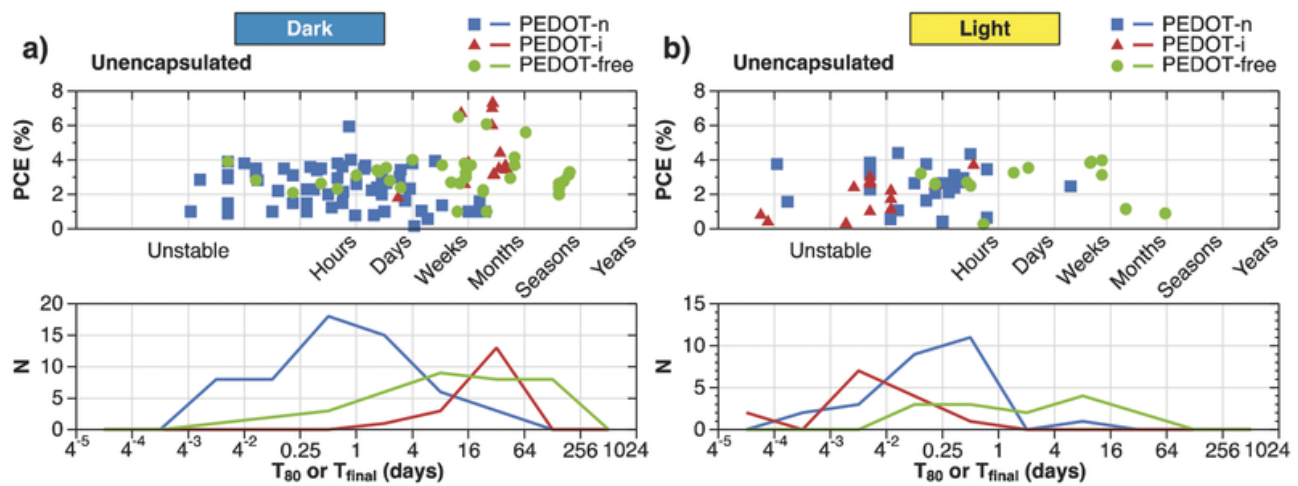 Dark
PEDOT-n
PEDOT-i
PEDOT-free
a)
Unencapsulated
8
6
4
2
0
PCE (%)
Unstable
Hours
Days
Weeks
Months
Seasons
Years
20
15
10
5
0
N
4-5
4-3
4-2
0.25
1
4
16
64
256
1024
T80 or Tfinal (days)
Light
PEDOT-n
PEDOT-i
PEDOT-free
b)
Unencapsulated
8
6
4
2
0
PCE (%)
Unstable
Hours
Days
Weeks
Months
Seasons
Years
15
10
5
0
N
4-5
4-3
4-2
0.25
1
4
16
64
256
1024
T80 or Tfinal (days)